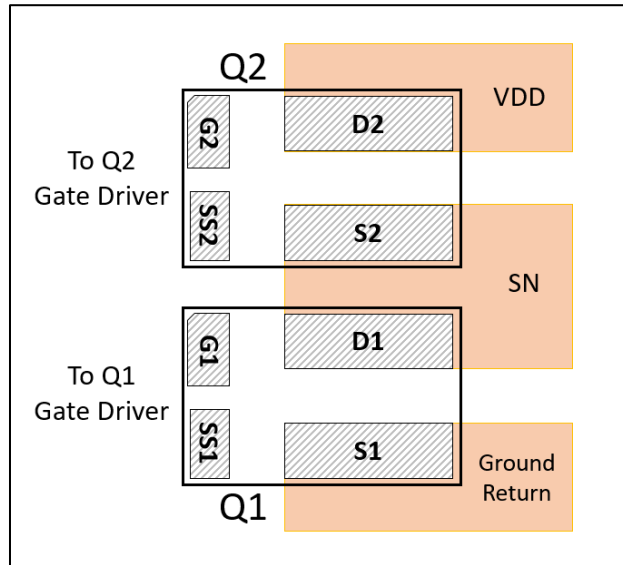 Q2
VDD
G2
D2
To Q2
Gate Driver
SS2
S2
SN
G1
D1
To Q1
Gate Driver
SS1
S1
Ground
Return
Q1